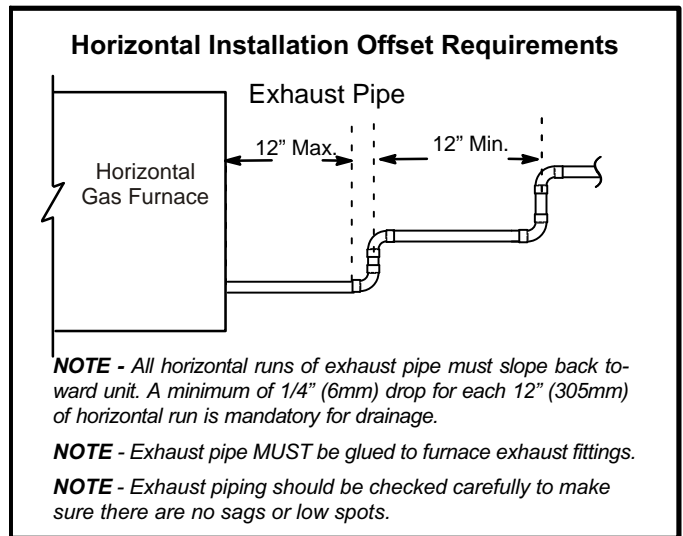 Horizontal Installation Offset Requirements
Exhaust Pipe
12” Max.
12” Min.
Horizontal
Gas Furnace
NOTE - All horizontal runs of exhaust pipe must slope back to-
ward unit. A minimum of 1/4” (6mm) drop for each 12” (305mm)
of horizontal run is mandatory for drainage.
NOTE - Exhaust pipe MUST be glued to furnace exhaust fittings.
NOTE - Exhaust piping should be checked carefully to make
sure there are no sags or low spots.